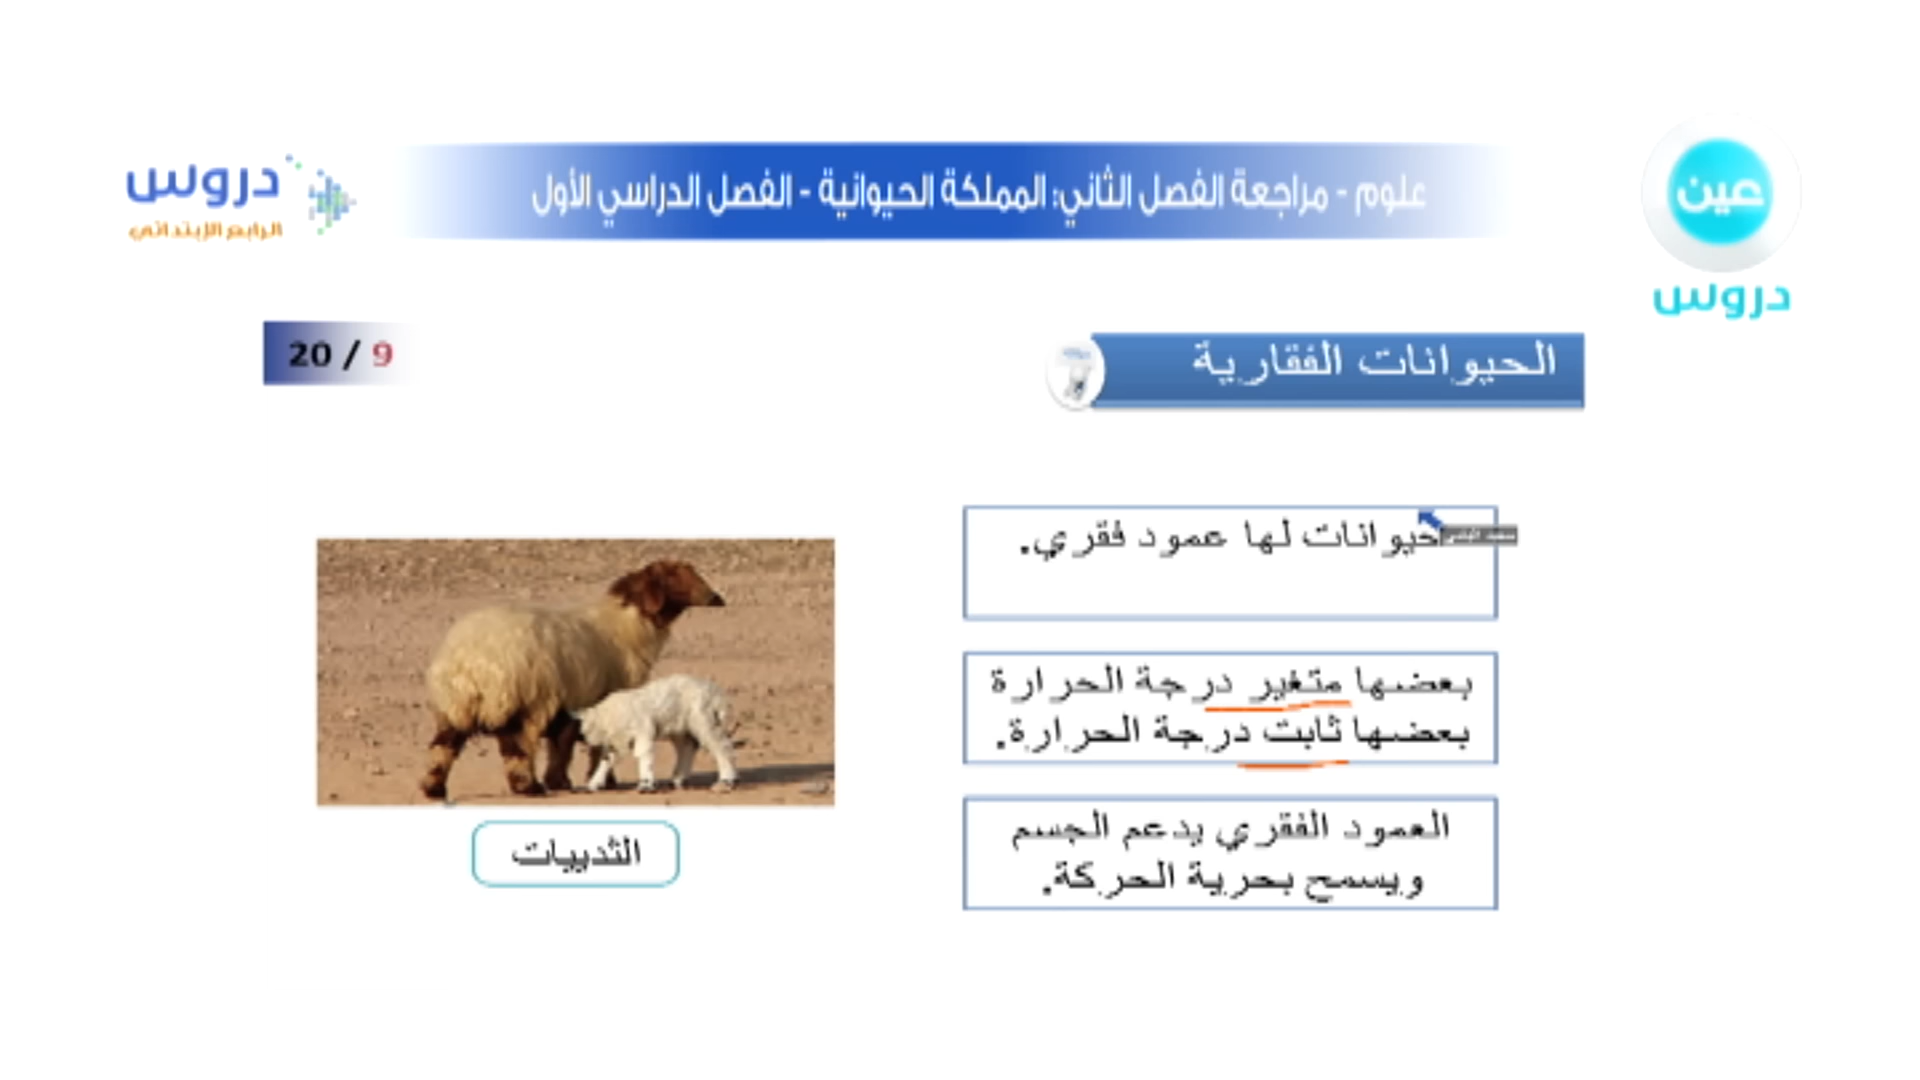 علوم - مراجعة الفصل الثاني: المملكة الحيوانية - الفصل الدراسي الأول
عين
دروس
دروس
الرابع الإبتدائي
الحيوانات الفقارية
20 / 9
حيوانات لها عمود فقري.
بعضها متغير درجة الحرارة
بعضها ثابت درجة الحرارة.
العمود الفقري يدعم الجسم
ويسمح بحرية الحركة.
الثدييات